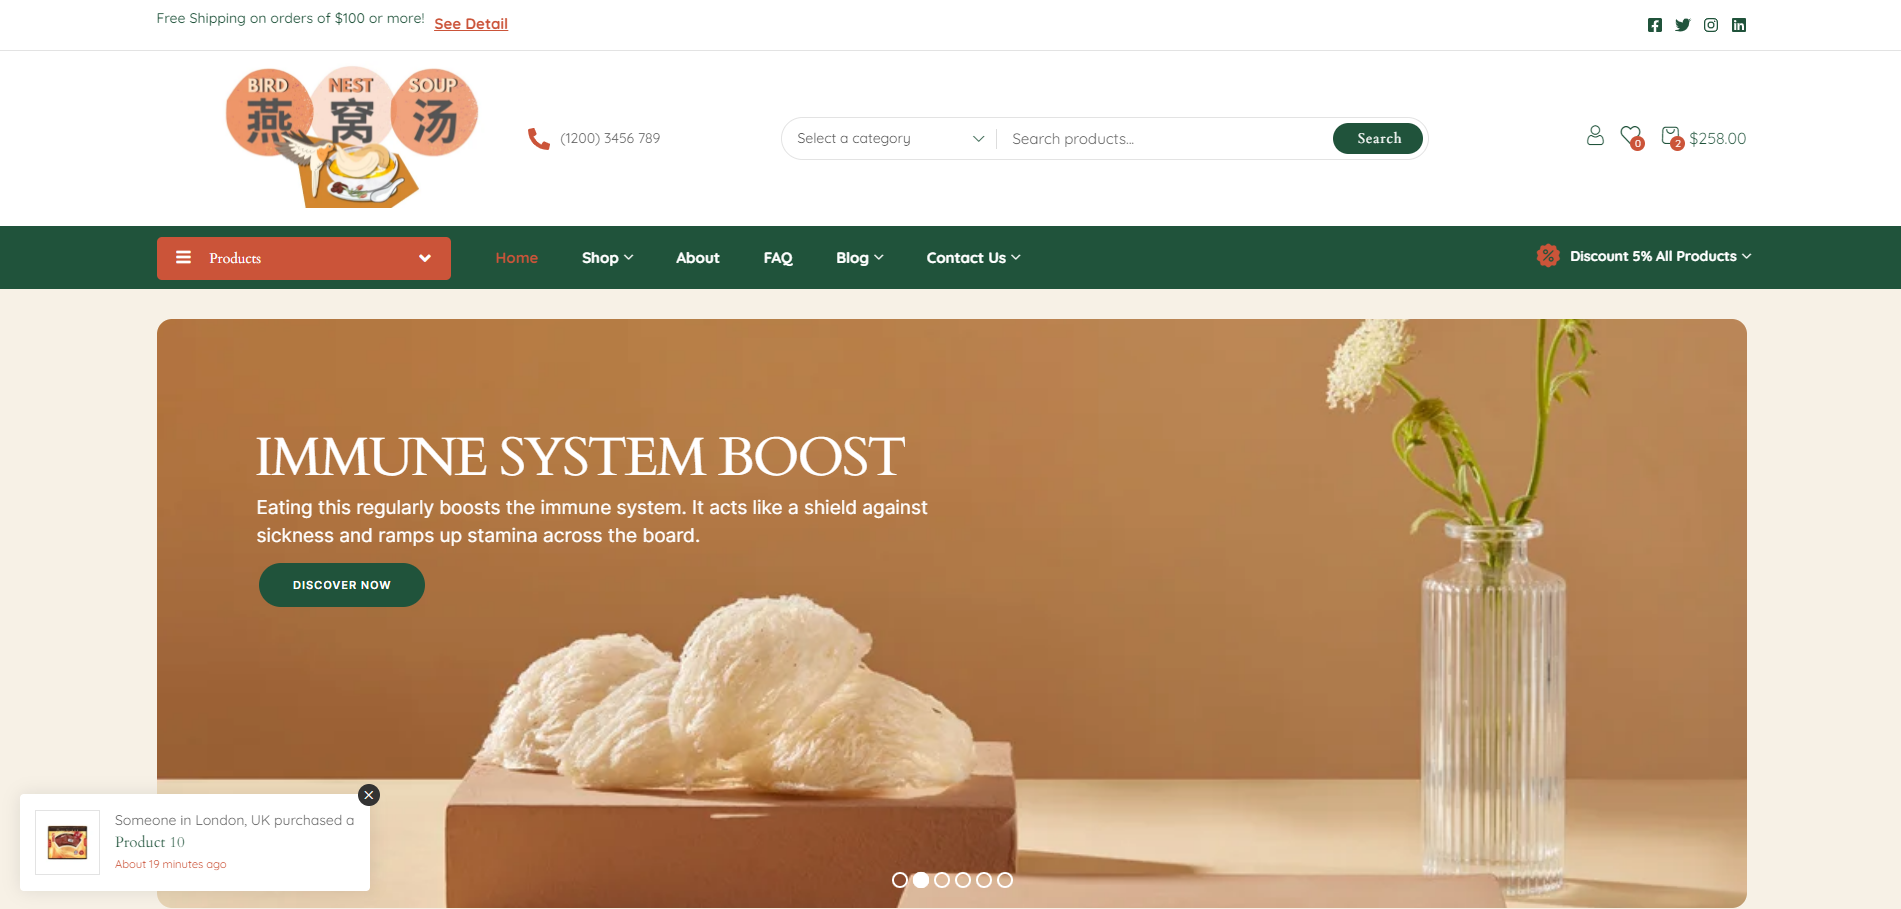 Free Shipping on orders of $100 or more! See Detail
BIRD NEST SOUP
燕 窝 汤
(1200) 3456 789
Select a category
Search products...
Search
0
2
$258.00
Products
Home
Shop
About
FAQ
Blog
Contact Us
Discount 5% All Products
IMMUNE SYSTEM BOOST
Eating this regularly boosts the immune system. It acts like a shield against
sickness and ramps up stamina across the board.
DISCOVER NOW
Someone in London, UK purchased a
Product 10
About 19 minutes ago